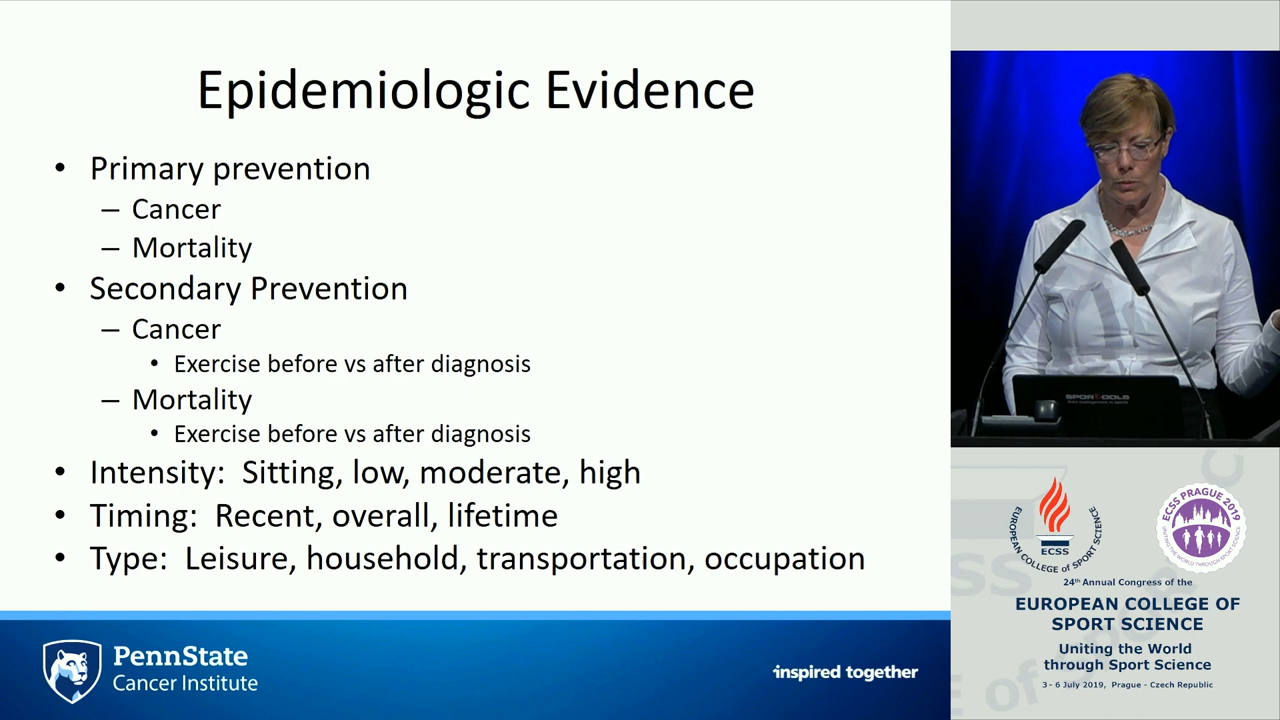 Epidemiologic Evidence
• Primary prevention
– Cancer
– Mortality
• Secondary Prevention
– Cancer
• Exercise before vs after diagnosis
– Mortality
• Exercise before vs after diagnosis
• Intensity: Sitting, low, moderate, high
• Timing: Recent, overall, lifetime
• Type: Leisure, household, transportation, occupation
PennState
Cancer Institute
inspired together
EUROPEAN COLLEGE of SPORT SCIENCE
ECSS
ECSS PRAGUE 2019
UNITING THE WORLD THROUGH SPORT SCIENCE
24th Annual Congress of the
EUROPEAN COLLEGE OF
SPORT SCIENCE
Uniting the World
through Sport Science
3 - 6 July 2019, Prague - Czech Republic